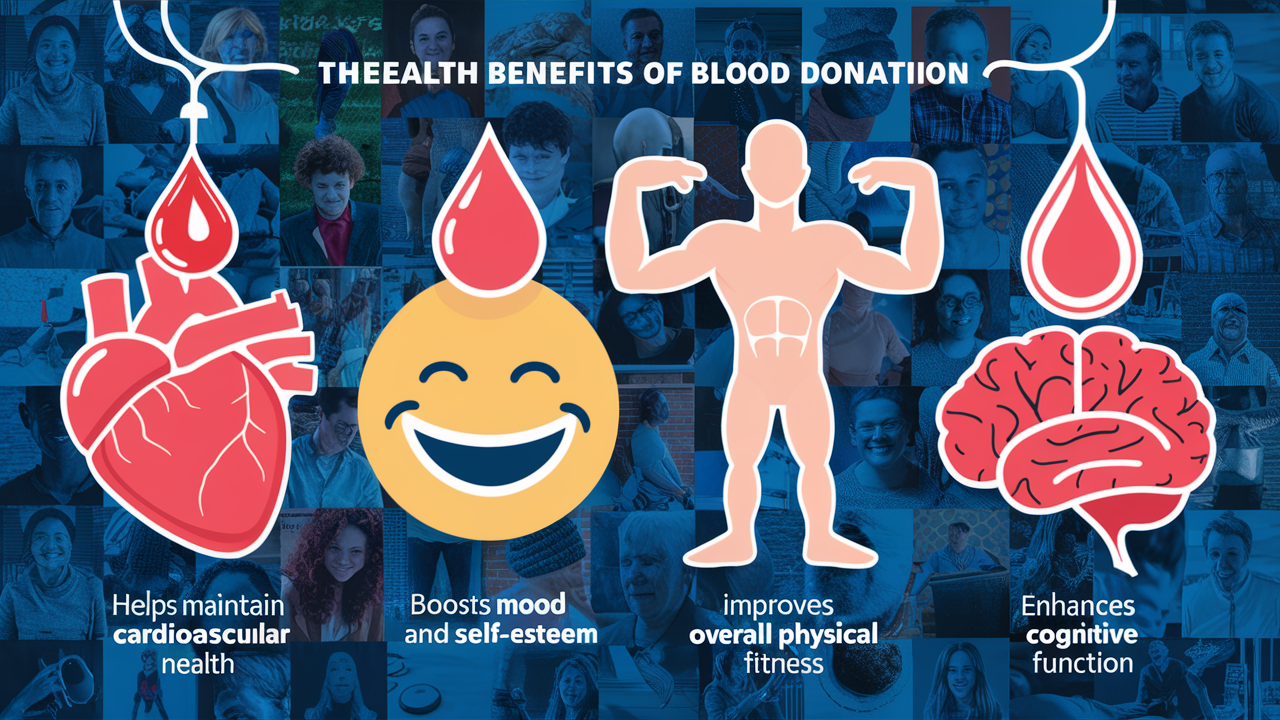 THEEALTH BENEFITS OF BLOOD DONATIION
Helps maintain
cardioascular
nealth
Boosts mood
and self-esteem
improves
overall physical
fitness
Enhances
cognitive
function